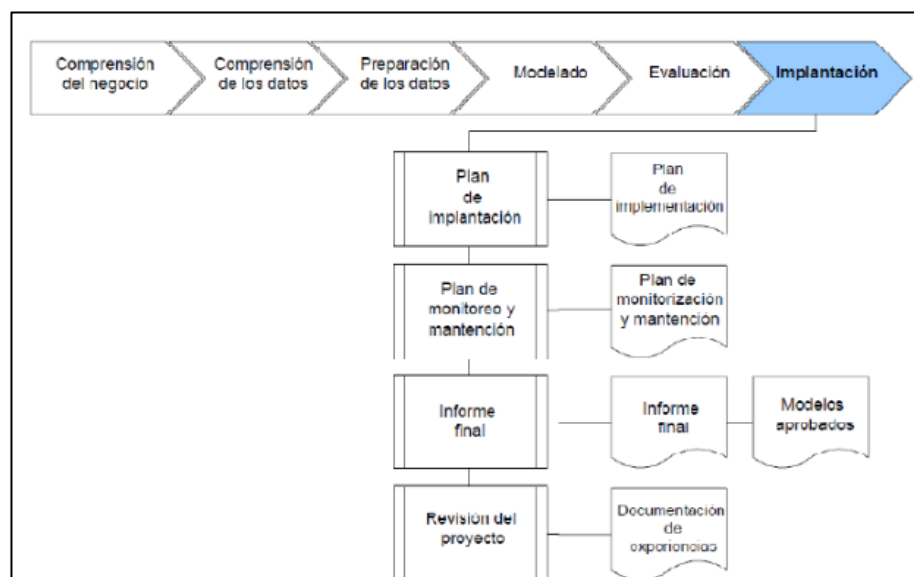 Comprensión
del negocio
Comprensión
de los datos
Preparación
de los datos
Modelado
Evaluación
Implantación
Plan
de
implantación
Plan
de
implementación
Plan de
monitoreo y
mantención
Plan de
monitorización
y mantención
Informe
final
Informe
final
Modelos
aprobados
Revisión del
proyecto
Documentación
de
experiencias